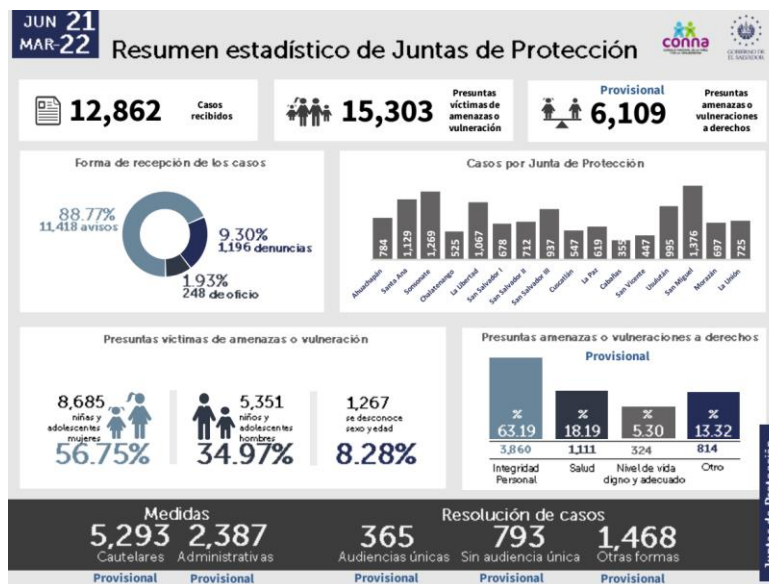 JUN 21
MAR-22
Resumen estadístico de Juntas de Protección
conna
GOBIERNO DE
EL SALVADOR
12,862
Casos
recibidos
15,303
Presuntas
víctimas de
amenazas o
vulneración
Provisional
6,109
Presuntas
amenazas o
vulneraciones
a derechos
Forma de recepción de los casos
88.77%
11,418 avisos
9.30%
1,196 denuncias
1.93%
248 de oficio
Casos por Junta de Protección
784
1,129
1,269
525
1,067
678
712
937
547
619
355
447
995
1,376
697
725
Ahuachapán
Santa Ana
Sonsonate
Chalatenango
La Libertad
San Salvador I
San Salvador II
San Salvador III
Cuscatlán
La Paz
Cabañas
San Vicente
Usulután
San Miguel
Morazán
La Unión
Presuntas víctimas de amenazas o vulneración
8,685
niñas y
adolescentes
mujeres
56.75%
5,351
niños y
adolescentes
hombres
34.97%
1,267
se desconoce
sexo y edad
8.28%
Presuntas amenazas o vulneraciones a derechos
Provisional
% % % %
63.19 18.19 5.30 13.32
3,860 1,111 324 814
Integridad
Personal
Salud
Nivel de vida
digno y adecuado
Otro
Medidas
5,293 2,387
Cautelares Administrativas
Provisional Provisional
Resolución de casos
365 793 1,468
Audiencias únicas Sin audiencia única Otras formas
Provisional Provisional Provisional
Juntas de Protección